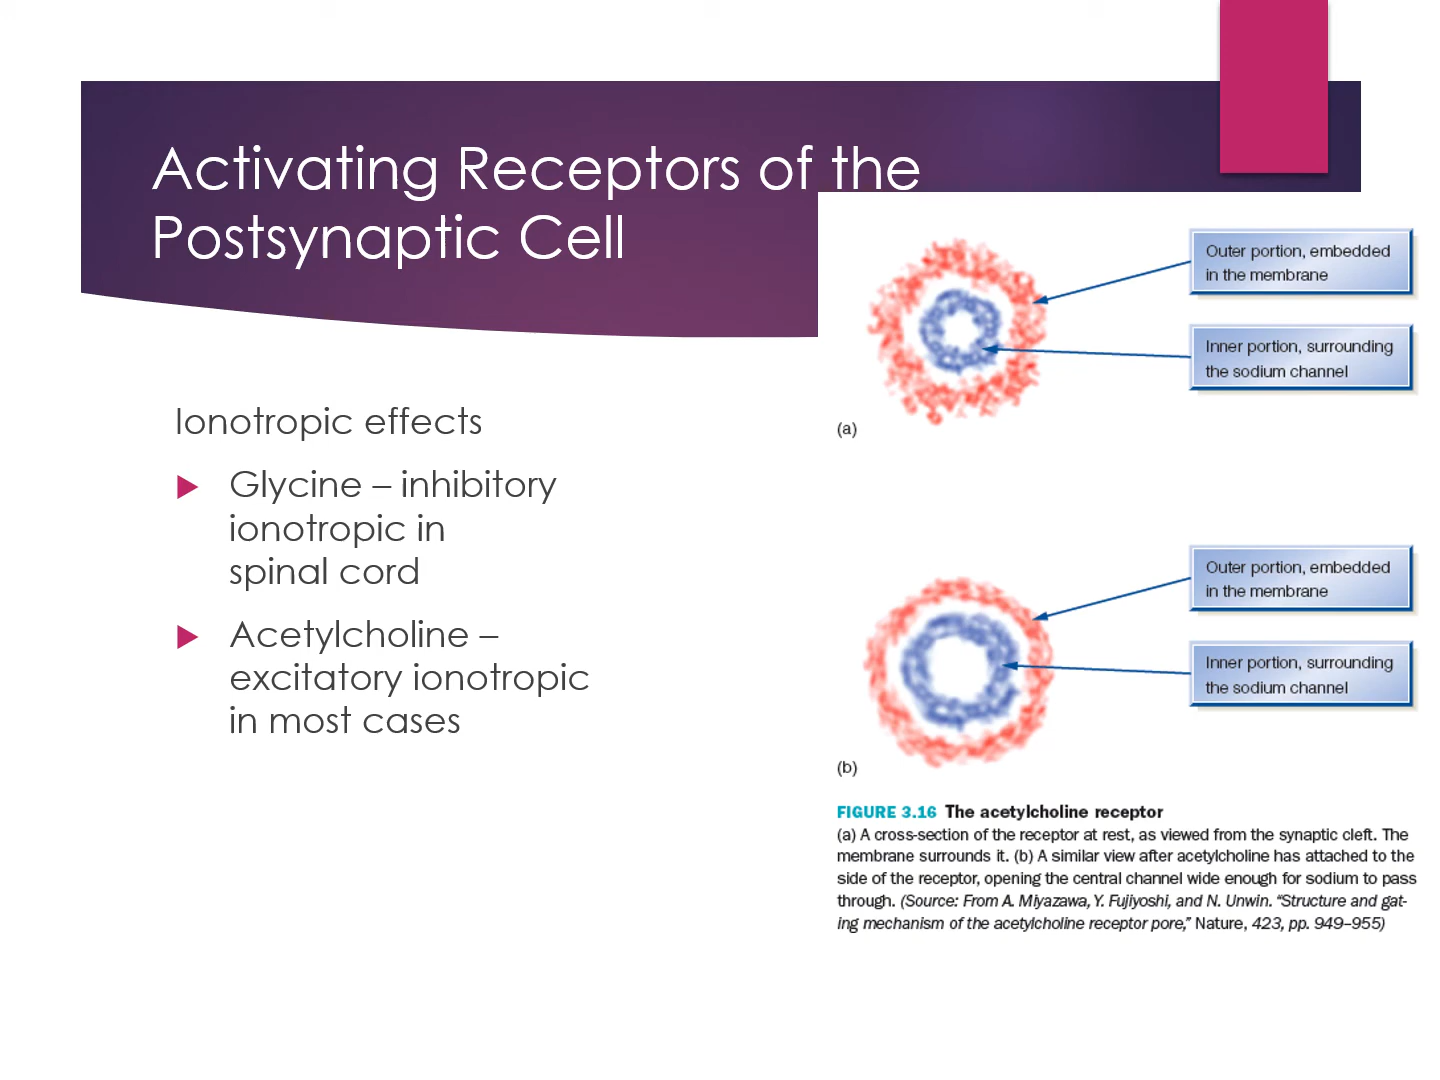 Activating Receptors of the
Postsynaptic Cell
Ionotropic effects
Glycine – inhibitory
ionotropic in
spinal cord
Acetylcholine –
excitatory ionotropic
in most cases
Outer portion, embedded
in the membrane
Inner portion, surrounding
the sodium channel
(a)
Outer portion, embedded
in the membrane
Inner portion, surrounding
the sodium channel
(b)
FIGURE 3.16 The acetylcholine receptor
(a) A cross-section of the receptor at rest, as viewed from the synaptic cleft. The
membrane surrounds it. (b) A similar view after acetylcholine has attached to the
side of the receptor, opening the central channel wide enough for sodium to pass
through. (Source: From A. Miyazawa, Y. Fujiyoshi, and N. Unwin. “Structure and gat-
ing mechanism of the acetylcholine receptor pore,” Nature, 423, pp. 949–955)